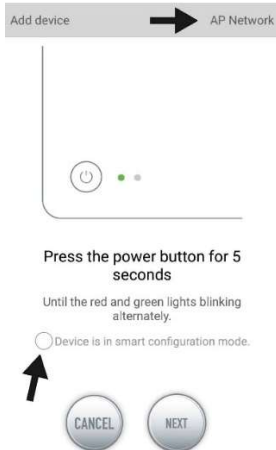 Add device AP Network
Press the power button for 5
seconds
Until the red and green lights blinking
alternately.
Device is in smart configuration mode.
CANCEL NEXT